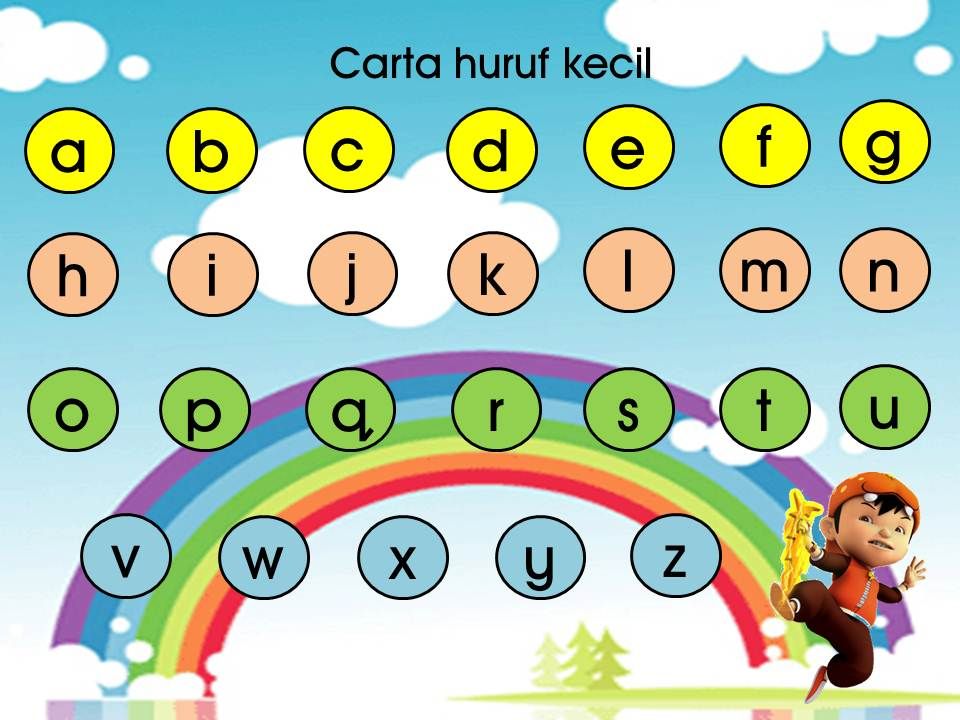 Carta huruf kecil
a b c d e f g
h i j k l m n
o p q r s t u
v w x y z